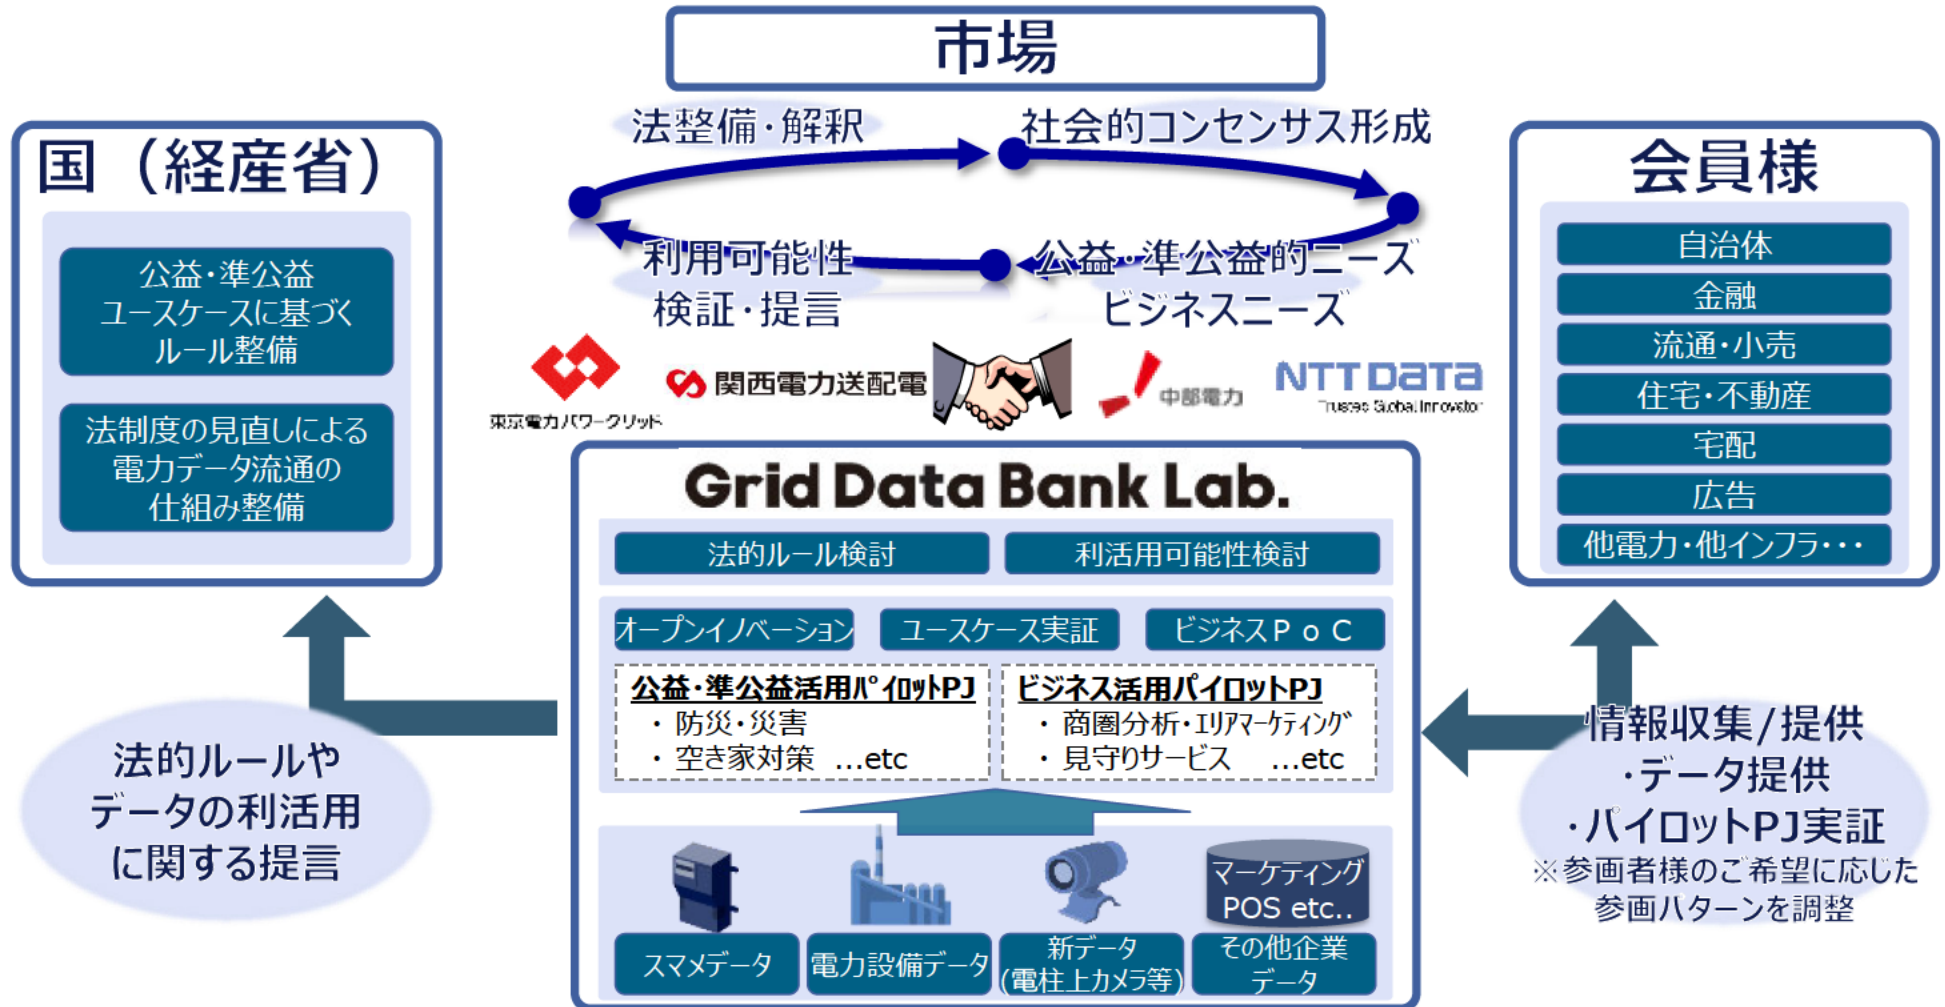 市場
法整備・解釈
社会的コンセンサス形成
利用可能性
検証・提言
公益・準公益的ニーズ
ビジネスニーズ
国（経産省）
公益・準公益
ユースケースに基づく
ルール整備
法制度の見直しによる
電力データ流通の
仕組み整備
会員様
自治体
金融
流通・小売
住宅・不動産
宅配
広告
他電力・他インフラ・・・
東京電力パワーグリッド
関西電力送配電
中部電力
NTT DATA
Trusted Global Innovator
Grid Data Bank Lab.
法的ルール検討
利活用可能性検討
オープンイノベーション
ユースケース実証
ビジネスＰｏＣ
公益・準公益活用ﾊﾟｲﾛｯﾄPJ
・防災・災害
・空き家対策 …etc
ビジネス活用パイロットPJ
・商圏分析・ｴﾘｱﾏｰｹﾃｨﾝｸﾞ
・見守りサービス …etc
マーケティング
POS etc..
スマメデータ
電力設備データ
新データ
(電柱上カメラ等)
その他企業
データ
法的ルールや
データの利活用
に関する提言
情報収集/提供
・データ提供
・パイロットPJ実証
※参画者様のご希望に応じた
参画パターンを調整